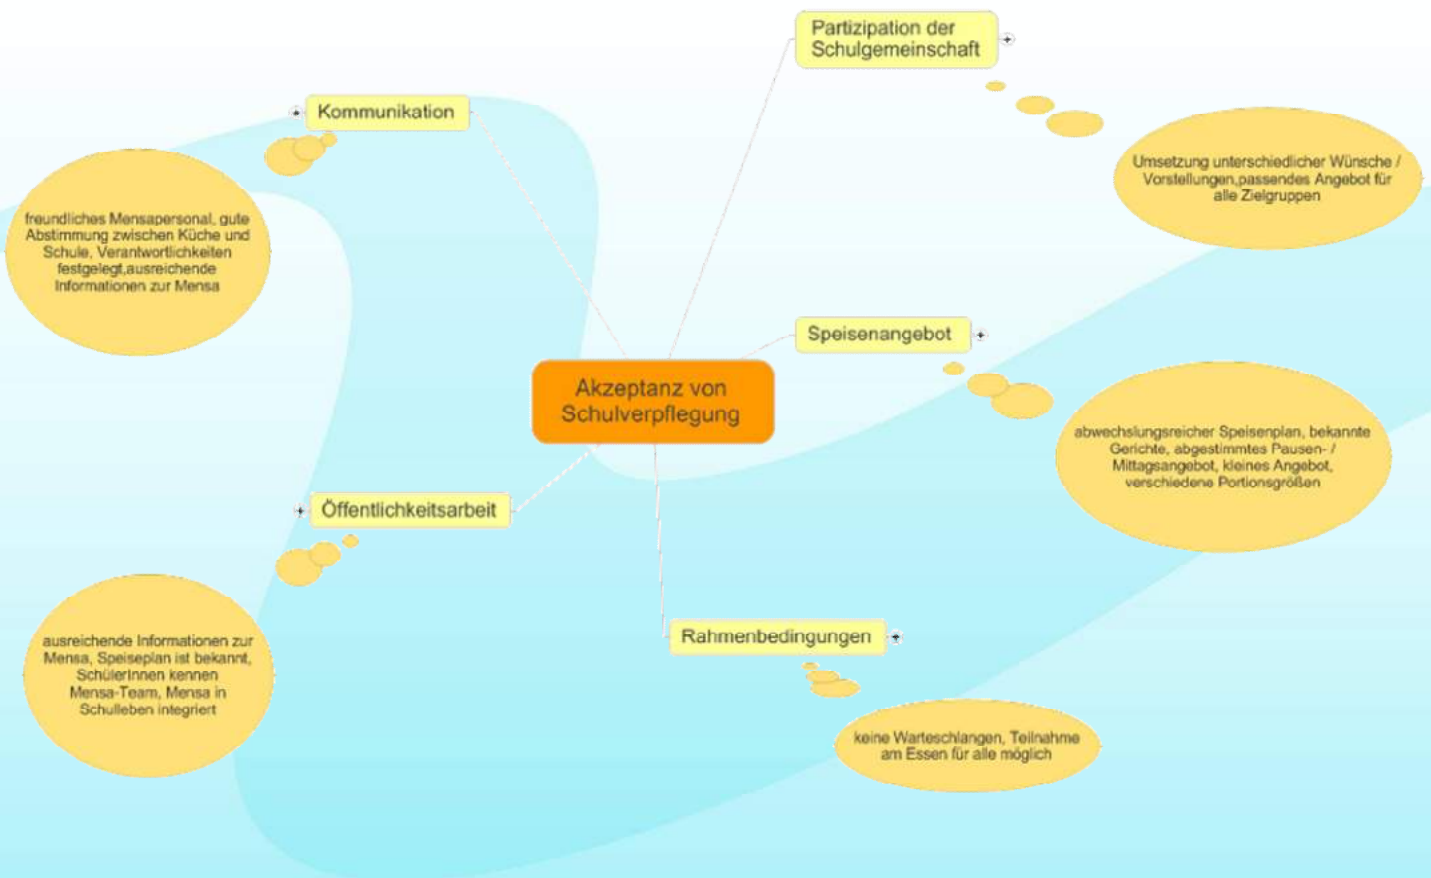 Partizipation der
Schulgemeinschaft
Kommunikation
Umsetzung unterschiedlicher Wünsche /
Vorstellungen,passendes Angebot für
alle Zielgruppen
freundliches Mensapersonal, gute
Abstimmung zwischen Küche und
Schule, Verantwortlichkeiten
festgelegt,ausreichende
Informationen zur Mensa
Speisenangebot
Akzeptanz von
Schulverpflegung
abwechslungsreicher Speisenplan, bekannte
Gerichte, abgestimmtes Pausen- /
Mittagsangebot, kleines Angebot,
verschiedene Portionsgrößen
Öffentlichkeitsarbeit
ausreichende Informationen zur
Mensa, Speiseplan ist bekannt,
SchülerInnen kennen
Mensa-Team, Mensa in
Schulleben integriert
Rahmenbedingungen
keine Warteschlangen, Teilnahme
am Essen für alle möglich